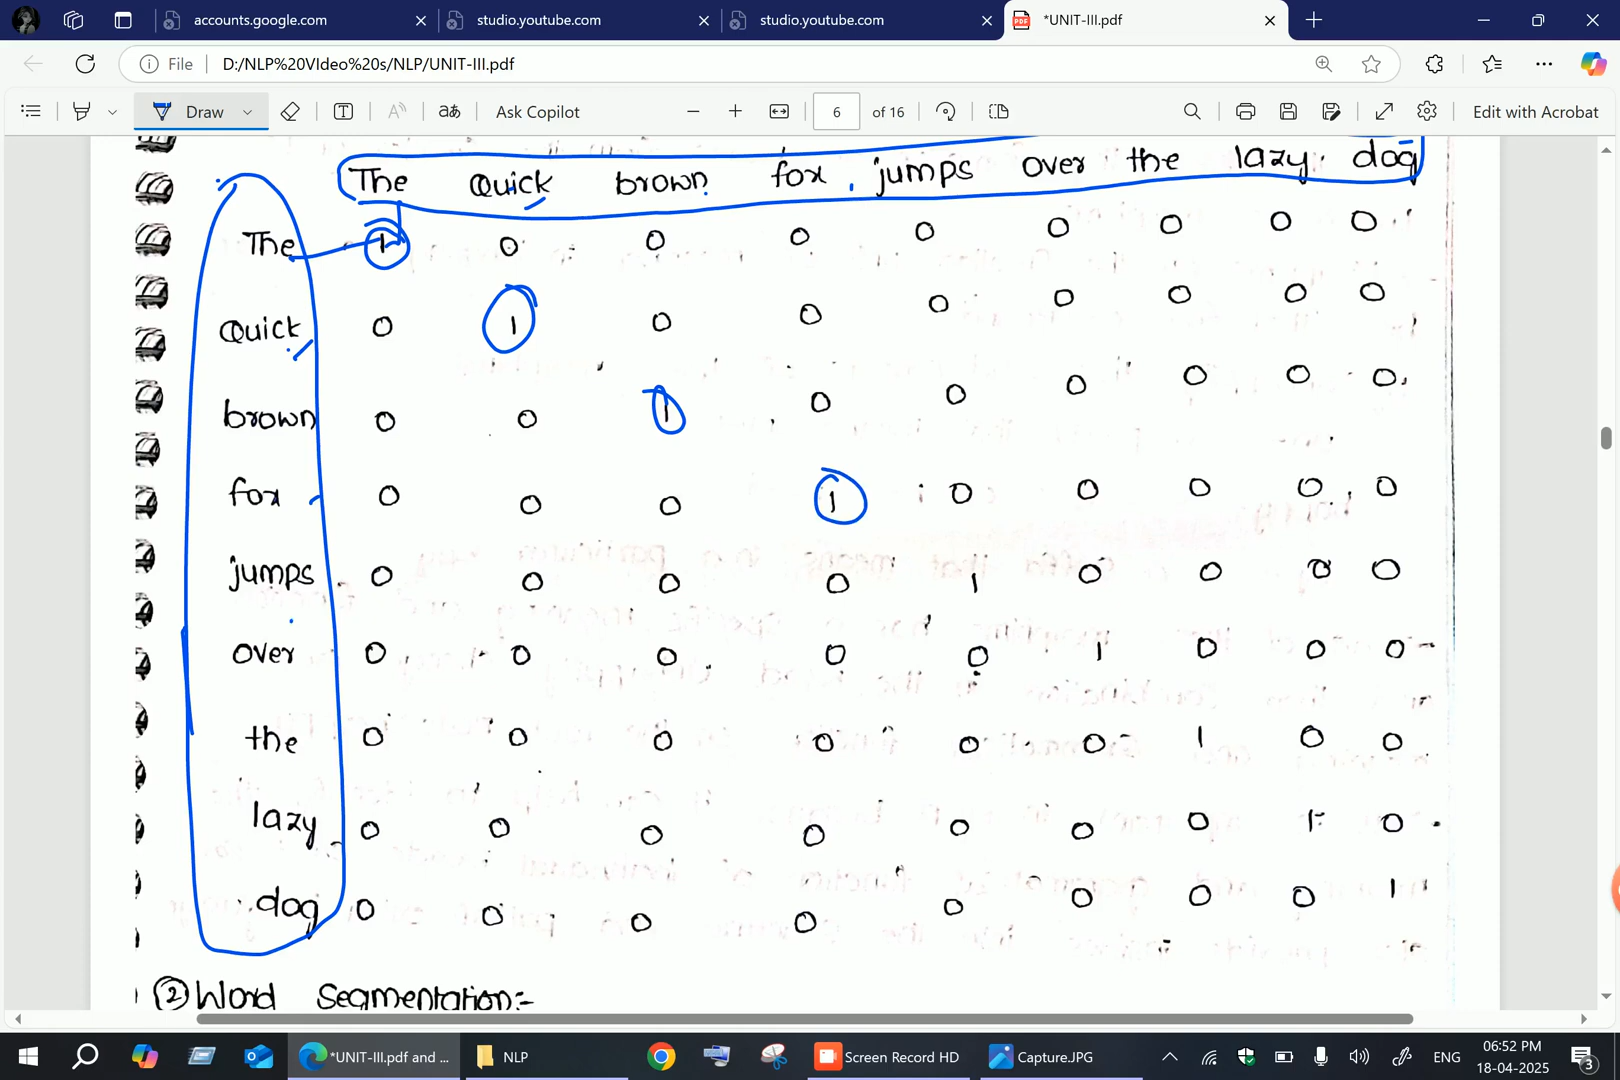 accounts.google.com studio.youtube.com studio.youtube.com *UNIT-III.pdf
File D:/NLP%20VIdeo%20s/NLP/UNIT-III.pdf
Draw Ask Copilot 6 of 16 Edit with Acrobat
The Quick brown fox jumps over the lazy dog
The 1 0 0 0 0 0 0 0 0
Quick 0 1 0 0 0 0 0 0 0
brown 0 0 1 0 0 0 0 0 0
fox 0 0 0 1 0 0 0 0 0
jumps 0 0 0 0 1 0 0 0 0
over 0 0 0 0 0 1 0 0 0
the 0 0 0 0 0 0 1 0 0
lazy 0 0 0 0 0 0 0 1 0
dog 0 0 0 0 0 0 0 0 1
② Word Segmentation:-
*UNIT-III.pdf and ... NLP Screen Record HD Capture.JPG ENG 06:52 PM
18-04-2025 3